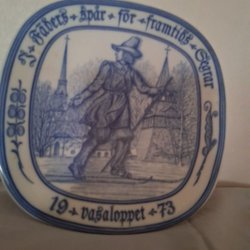 I Fäders spår för framtids Segrar
19 vasaloppet 73